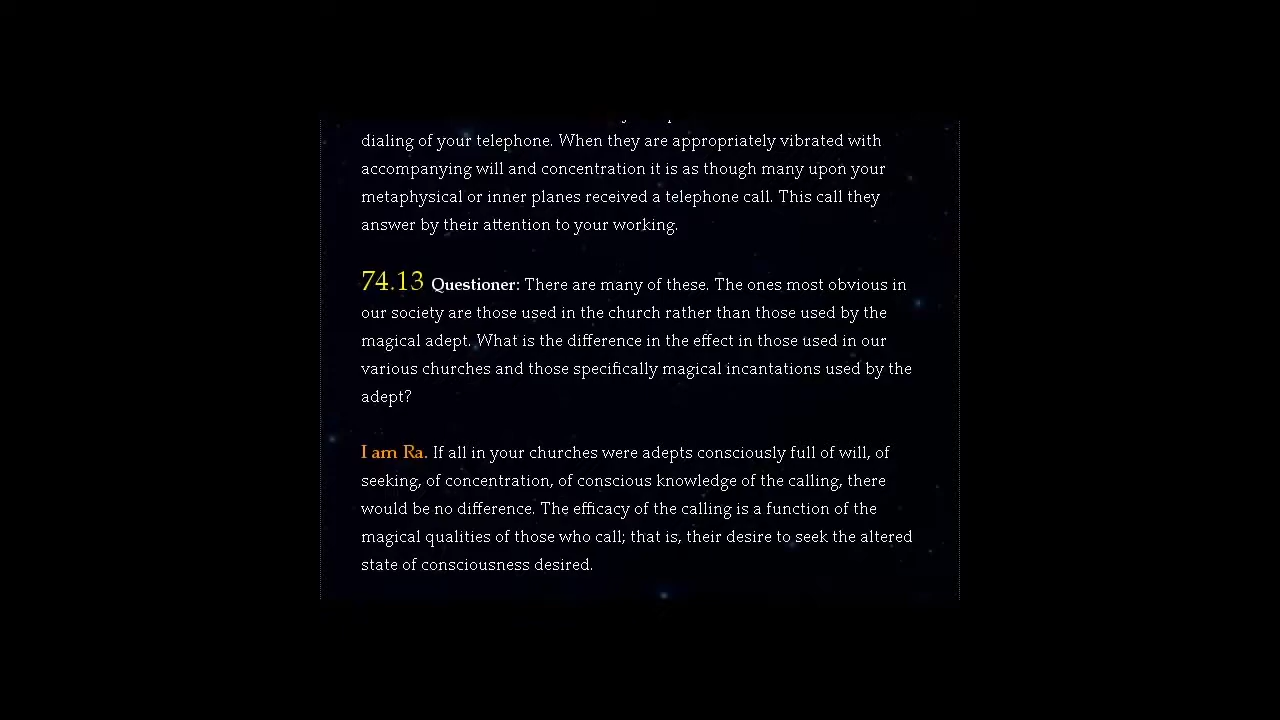 dialing of your telephone. When they are appropriately vibrated with
accompanying will and concentration it is as though many upon your
metaphysical or inner planes received a telephone call. This call they
answer by their attention to your working.
74.13 Questioner: There are many of these. The ones most obvious in
our society are those used in the church rather than those used by the
magical adept. What is the difference in the effect in those used in our
various churches and those specifically magical incantations used by the
adept?
I am Ra. If all in your churches were adepts consciously full of will, of
seeking, of concentration, of conscious knowledge of the calling, there
would be no difference. The efficacy of the calling is a function of the
magical qualities of those who call; that is, their desire to seek the altered
state of consciousness desired.